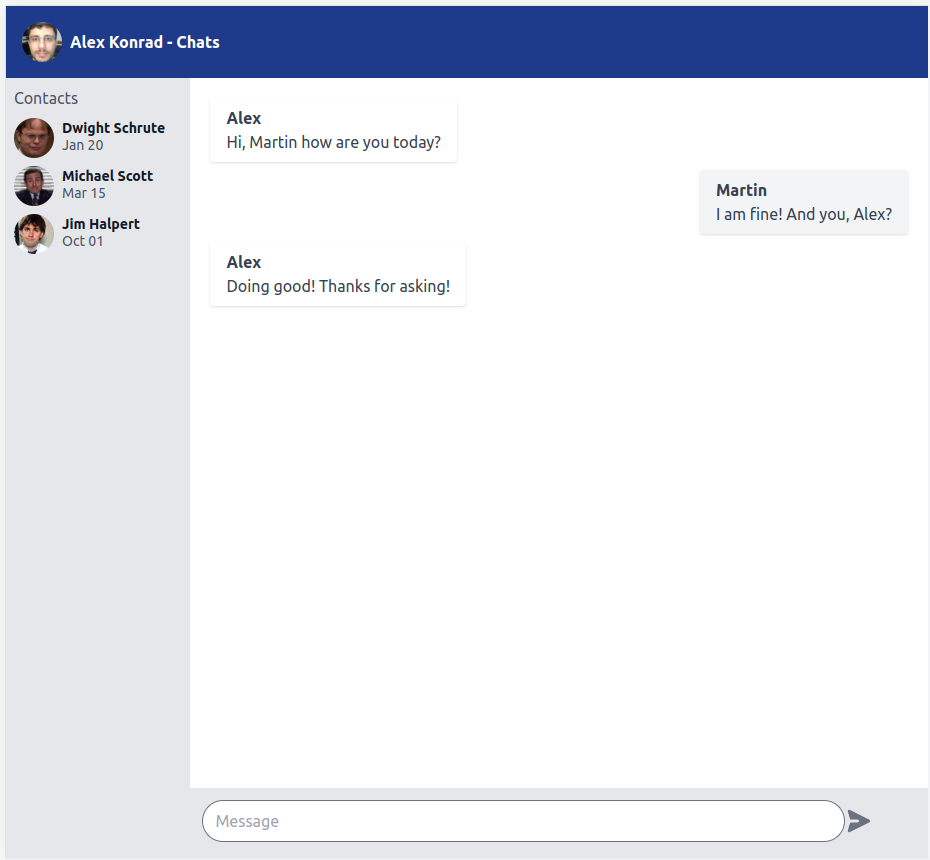 Alex Konrad - Chats
Contacts
Dwight Schrute
Jan 20
Michael Scott
Mar 15
Jim Halpert
Oct 01
Alex
Hi, Martin how are you today?
Martin
I am fine! And you, Alex?
Alex
Doing good! Thanks for asking!
Message